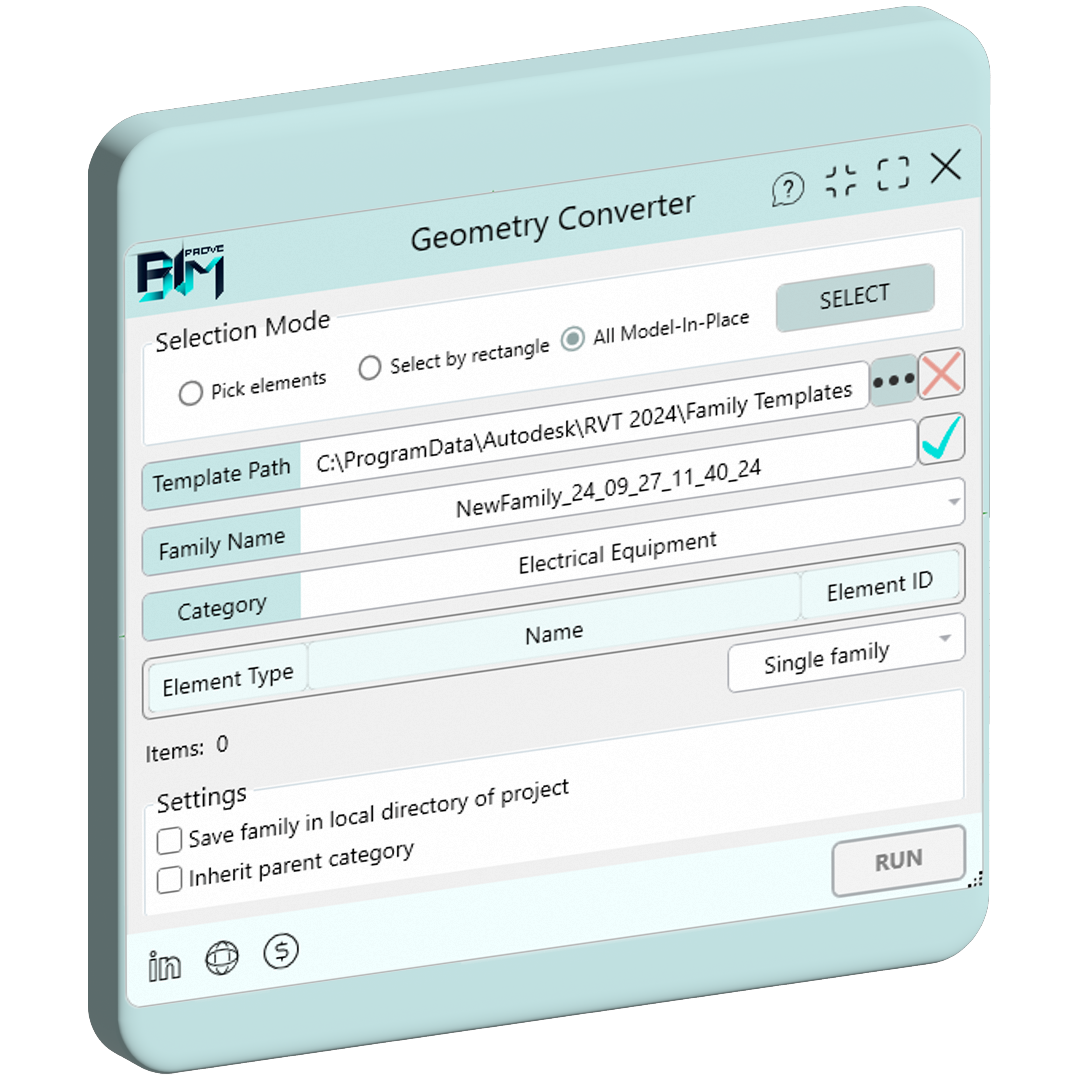 Geometry Converter
?
BIM
PROVE
Selection Mode
Pick elements
Select by rectangle
All Model-In-Place
SELECT
Template Path
C:\ProgramData\Autodesk\RVT 2024\Family Templates
Family Name
NewFamily_24_09_27_11_40_24
Category
Electrical Equipment
Element Type
Name
Element ID
Items: 0
Single family
Settings
Save family in local directory of project
Inherit parent category
RUN
in
$